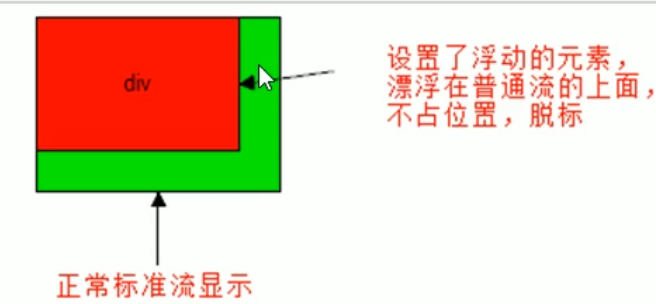 div
设置了浮动的元素，
漂浮在普通流的上面，
不占位置，脱标
正常标准流显示